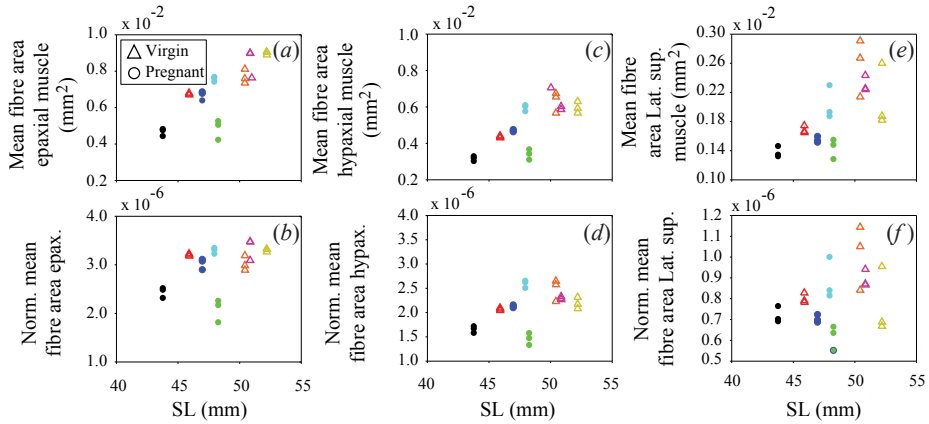 x 10⁻²
Mean fibre area
epaxial muscle
(mm²)
1.0
0.8
0.6
0.4
0.2
Virgin
Pregnant
(a)
x 10⁻²
Mean fibre area
hypaxial muscle
(mm²)
1.0
0.8
0.6
0.4
0.2
(c)
x 10⁻²
Mean fibre
area Lat. sup.
muscle (mm⁻²)
0.30
0.26
0.22
0.18
0.14
0.10
(e)
x 10⁻⁶
Norm. mean
fibre area epax.
4.0
3.0
2.0
1.0
(b)
40
45
50
55
SL (mm)
x 10⁻⁶
Norm. mean
fibre area hypax.
4.0
3.5
3.0
2.5
2.0
1.5
1.0
(d)
40
45
50
55
SL (mm)
x 10⁻⁶
Norm. mean
fibre area Lat. sup.
1.2
1.1
1.0
0.9
0.8
0.7
0.6
0.5
(f)
40
45
50
55
SL (mm)